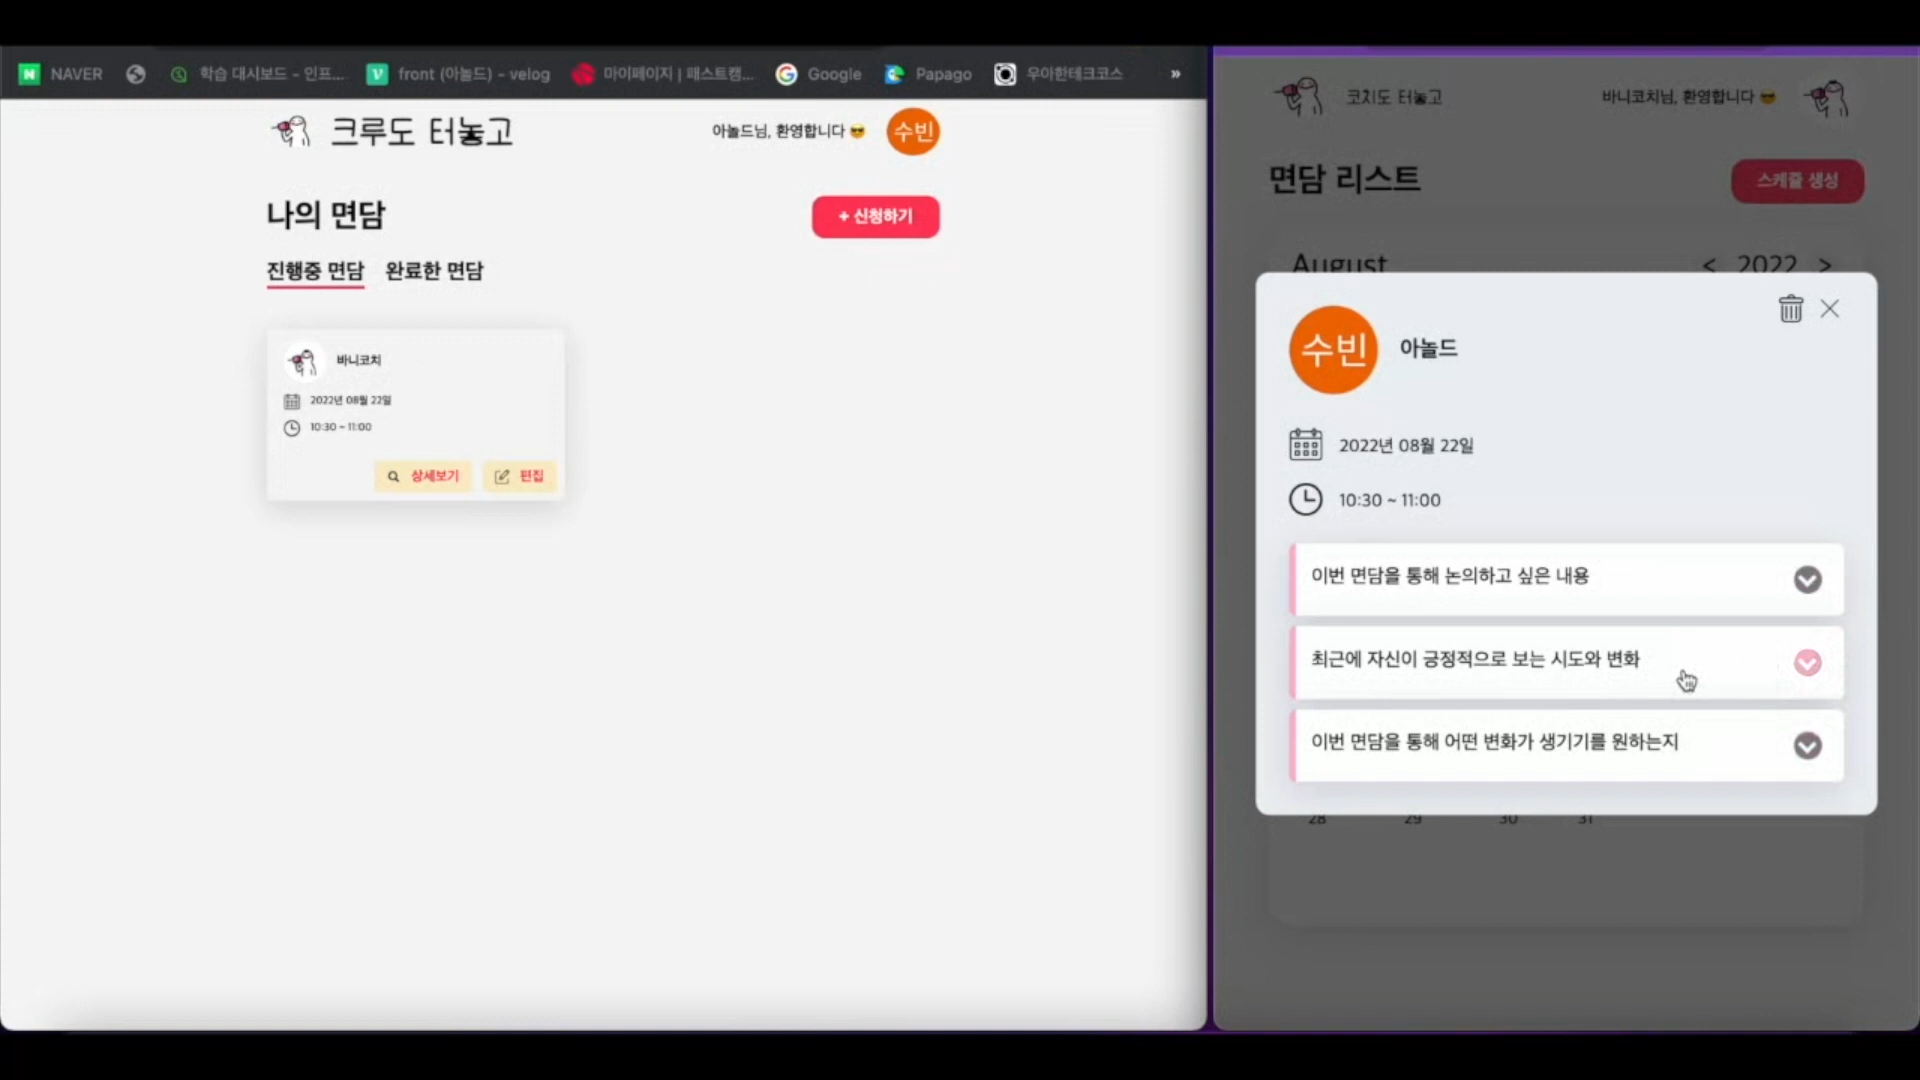 NAVER
학습 대시보드 - 인프...
front (아놀드) - velog
마이페이지 | 패스트캠...
Google
Papago
우아한테크코스
»
크루도 터놓고
아놀드님, 환영합니다 😎
수빈
나의 면담
+ 신청하기
진행중 면담
완료한 면담
바니코치
2022년 08월 22일
10:30 ~ 11:00
상세보기
편집
코치도 터놓고
바니코치님, 환영합니다 😎
면담 리스트
스케줄 생성
August
< 2022 >
수빈
아놀드
2022년 08월 22일
10:30 ~ 11:00
이번 면담을 통해 논의하고 싶은 내용
최근에 자신이 긍정적으로 보는 시도와 변화
이번 면담을 통해 어떤 변화가 생기기를 원하는지
28 29 30 31